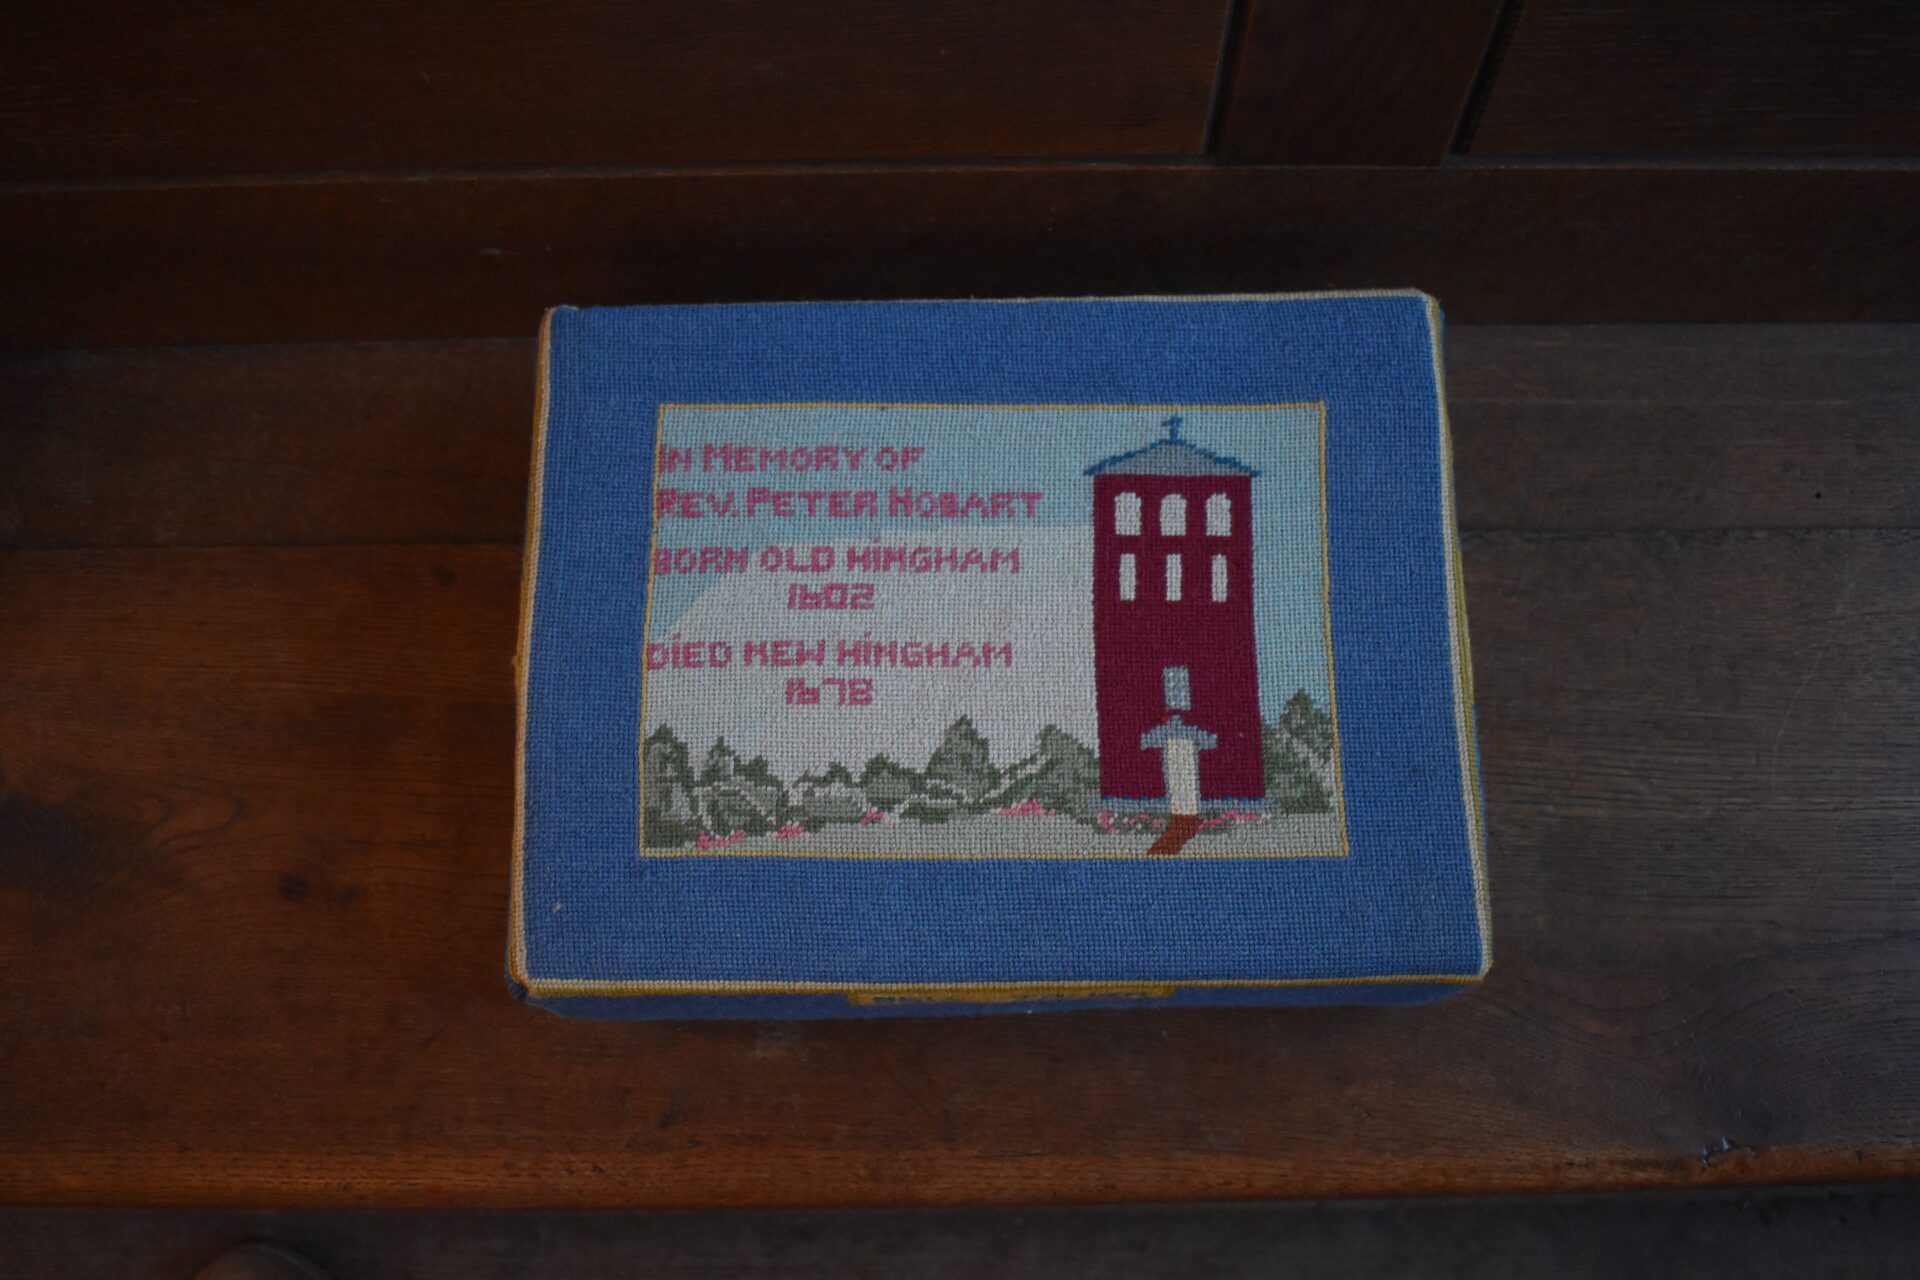 IN MEMORY OF
REV. PETER HOBART
BORN OLD HINGHAM
1602
DIED NEW HINGHAM
1678